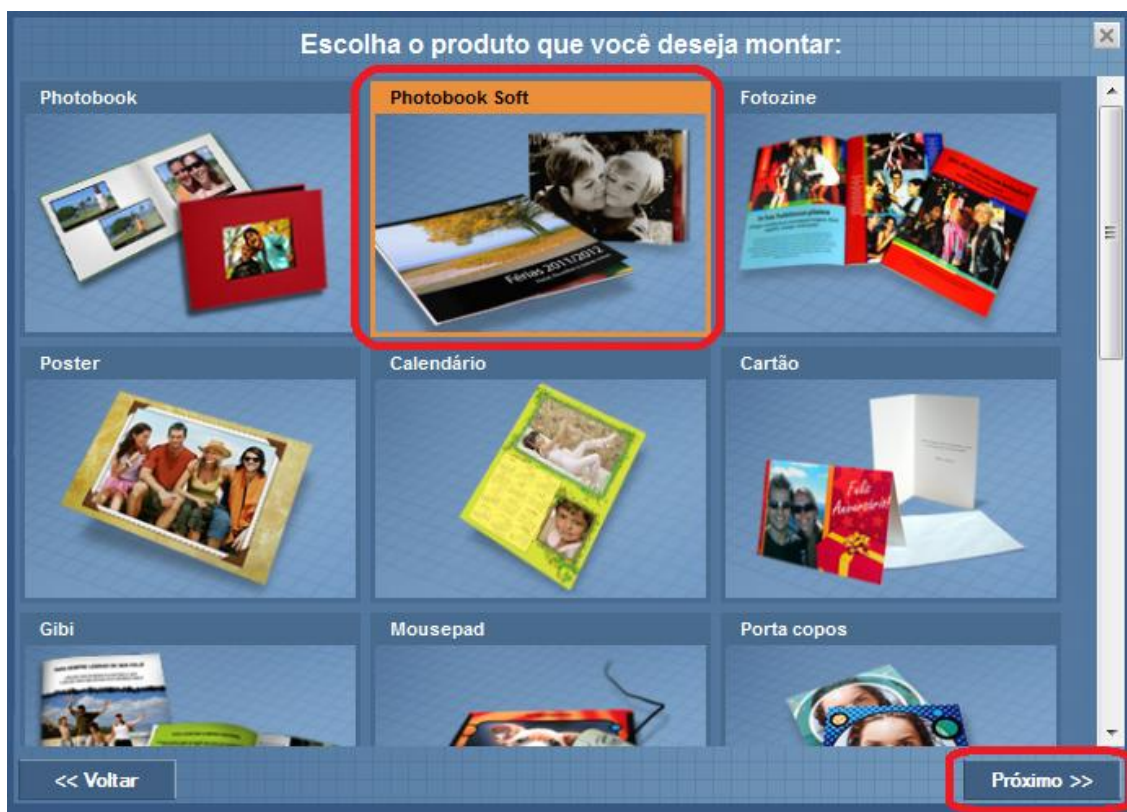 Escolha o produto que você deseja montar:
Photobook
Photobook Soft
Fotozine
Férias 2011/2012
Poster
Calendário
Cartão
Feliz
Aniversário!
Gibi
Mousepad
Porta copos
<< Voltar
Próximo >>